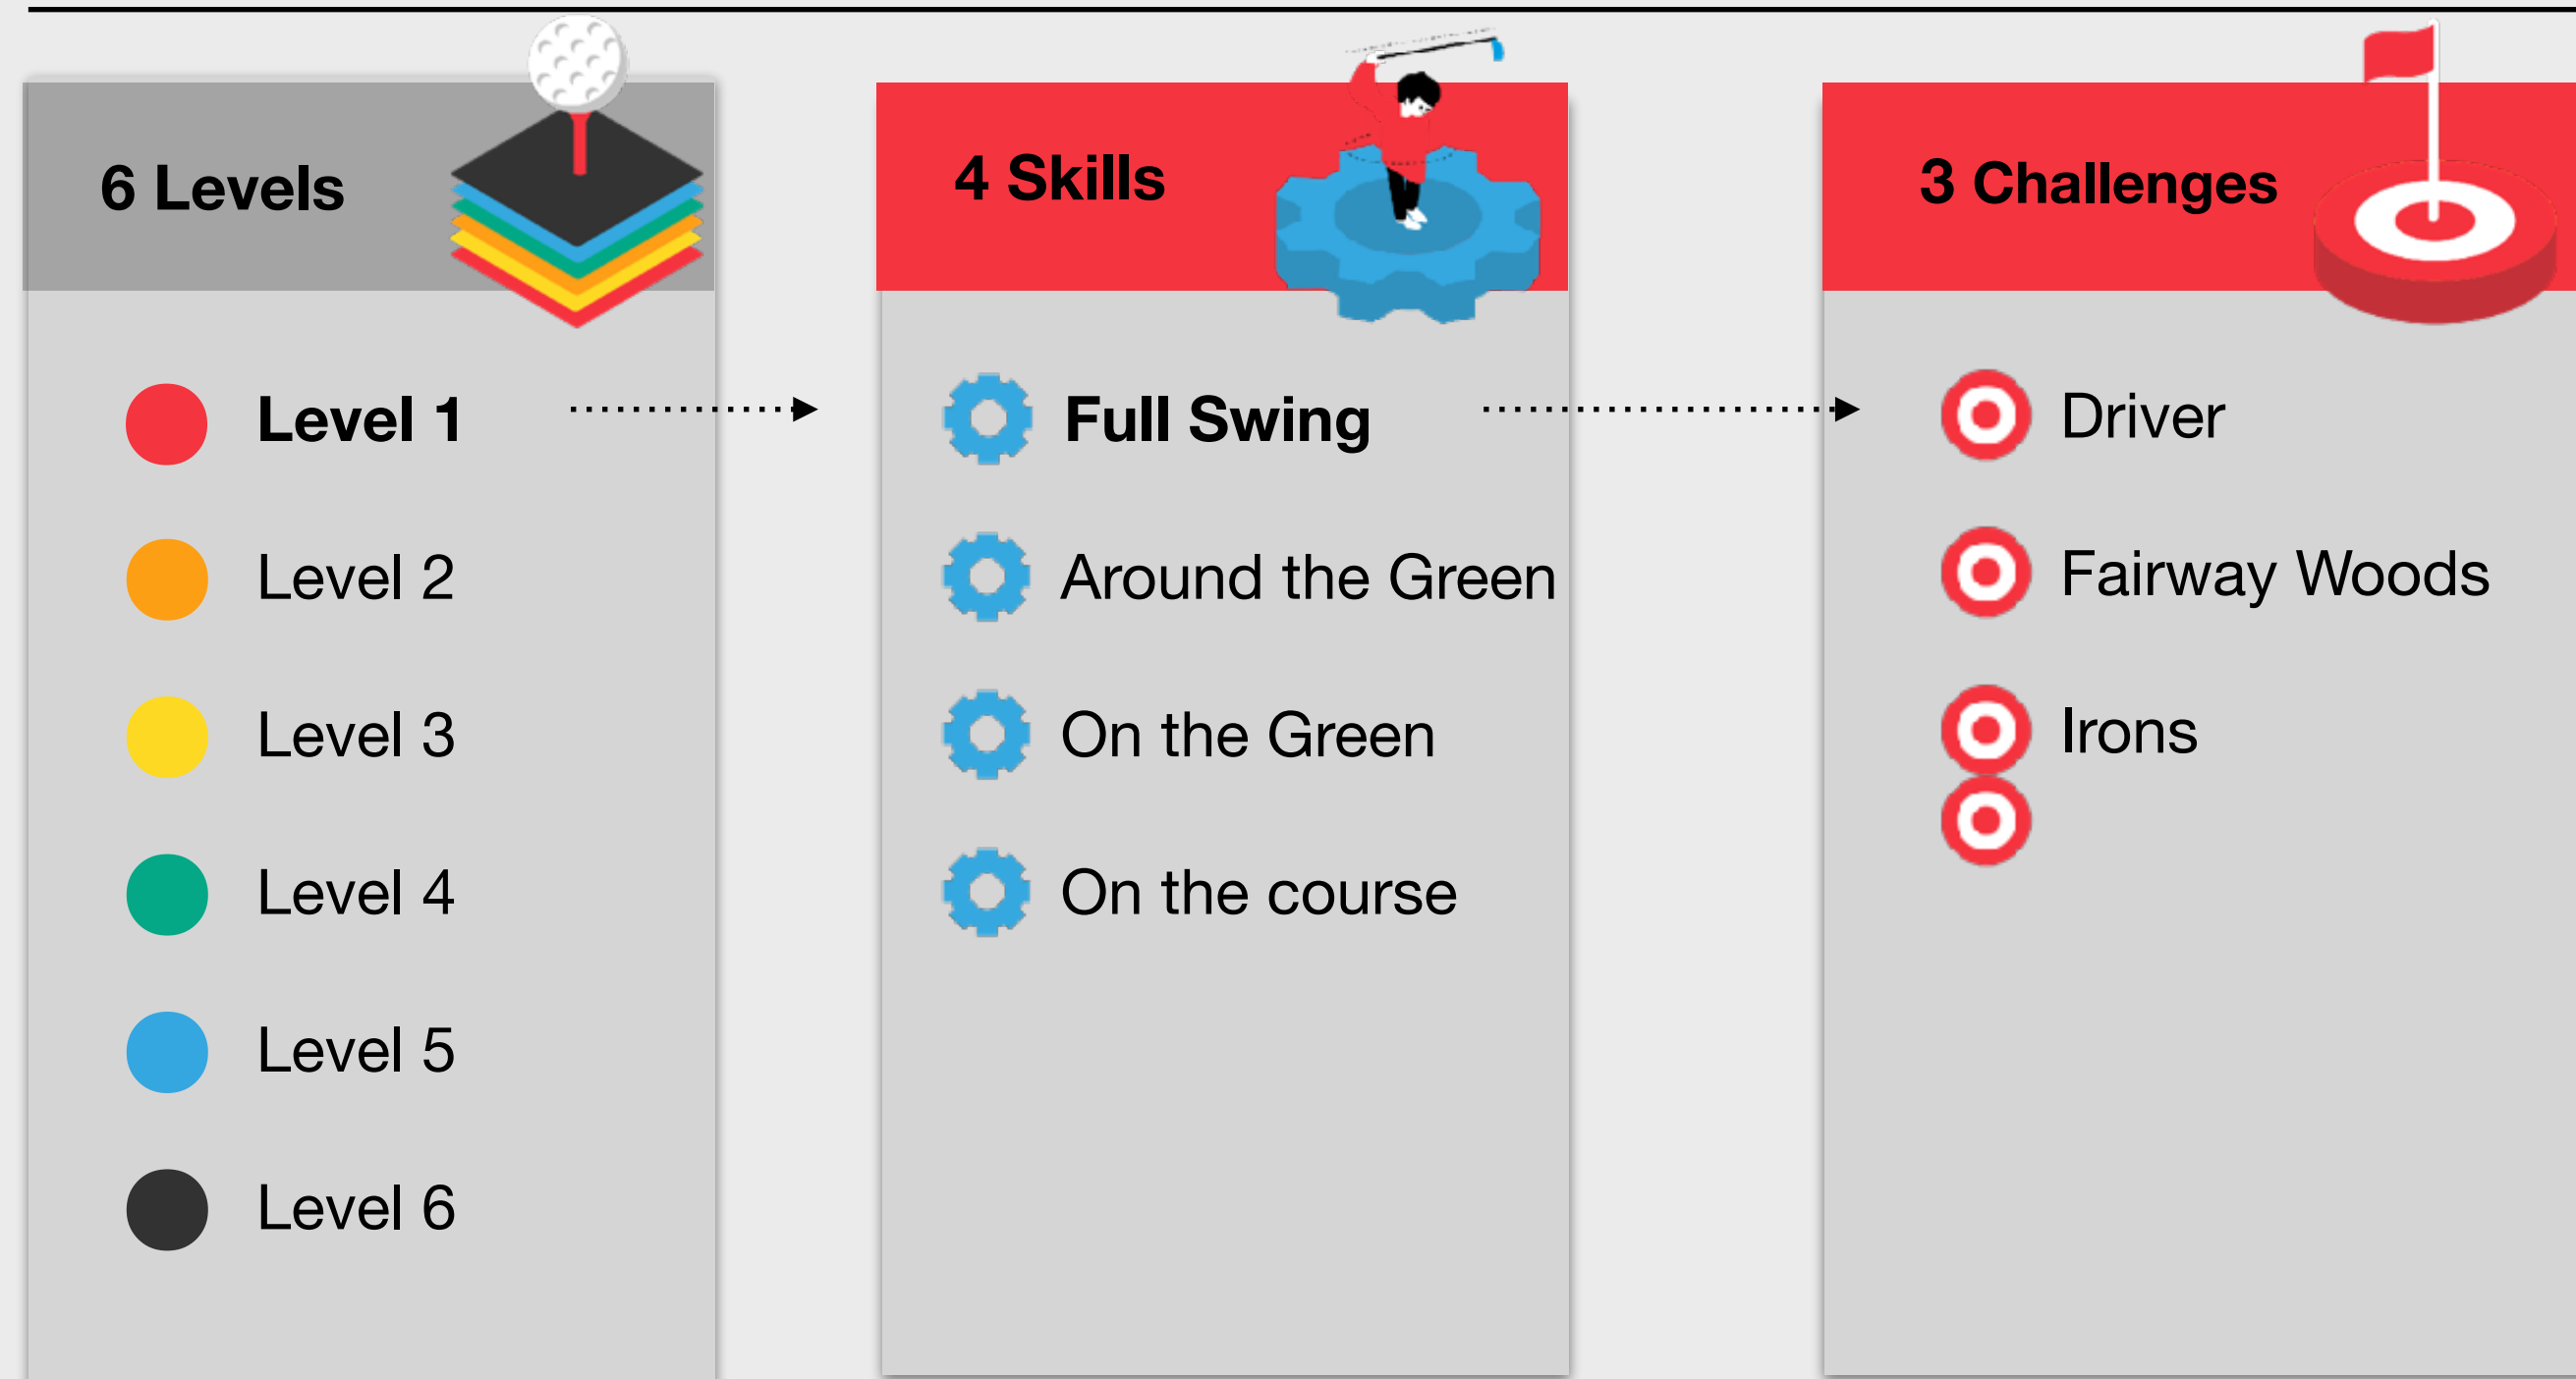 6 Levels
Level 1
Level 2
Level 3
Level 4
Level 5
Level 6
4 Skills
Full Swing
Around the Green
On the Green
On the course
3 Challenges
Driver
Fairway Woods
Irons